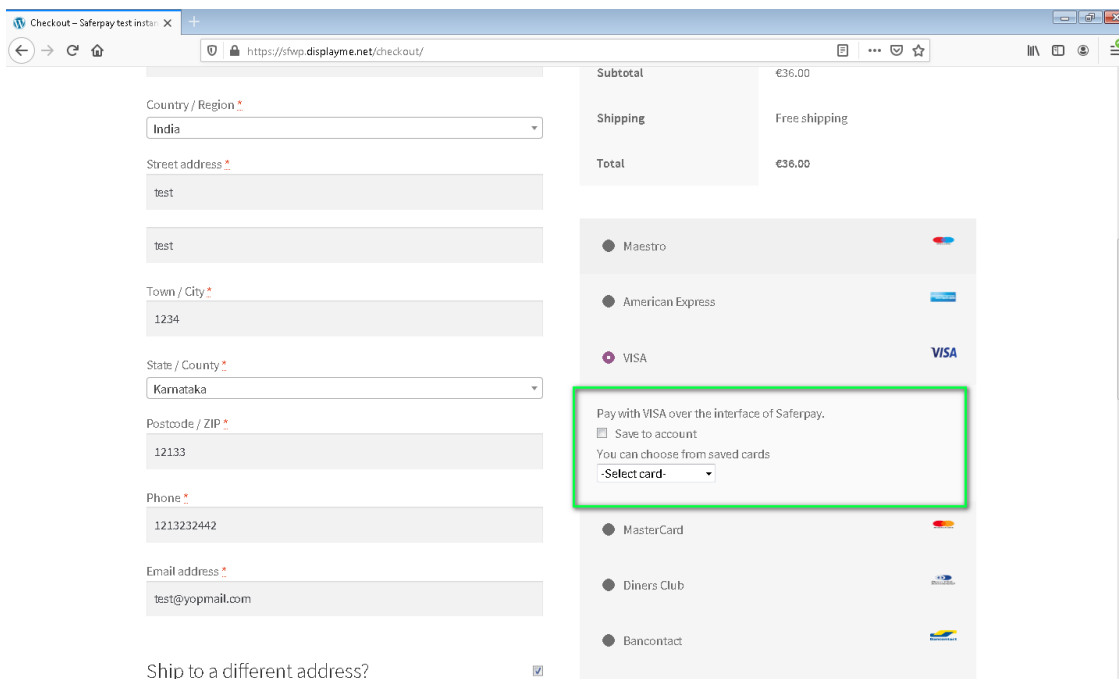 Checkout – Saferpay test instan
https://sfwp.displayme.net/checkout/
Country / Region *
India
Street address *
test
test
Town / City *
1234
State / County *
Karnataka
Postcode / ZIP *
12133
Phone *
1213232442
Email address *
test@yopmail.com
Ship to a different address?
Subtotal €36.00
Shipping Free shipping
Total €36.00
Maestro
American Express
VISA VISA
Pay with VISA over the interface of Saferpay.
Save to account
You can choose from saved cards
-Select card-
MasterCard
Diners Club
Bancontact